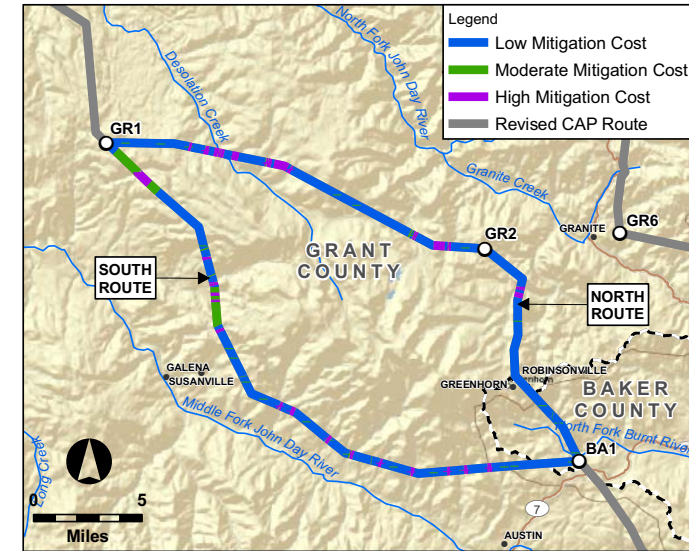 Legend
Low Mitigation Cost
Moderate Mitigation Cost
High Mitigation Cost
Revised CAP Route
North Fork John Day River
Desolation Creek
GR1
Granite Creek
GRANITE
GR6
GR2
GRANT
COUNTY
SOUTH
ROUTE
NORTH
ROUTE
GALENA
SUSANVILLE
ROBINSONVILLE
GREENHORN
BAKER
COUNTY
Middle Fork John Day River
North Fork Burnt River
BA1
Long Creek
0 5
Miles
7
AUSTIN